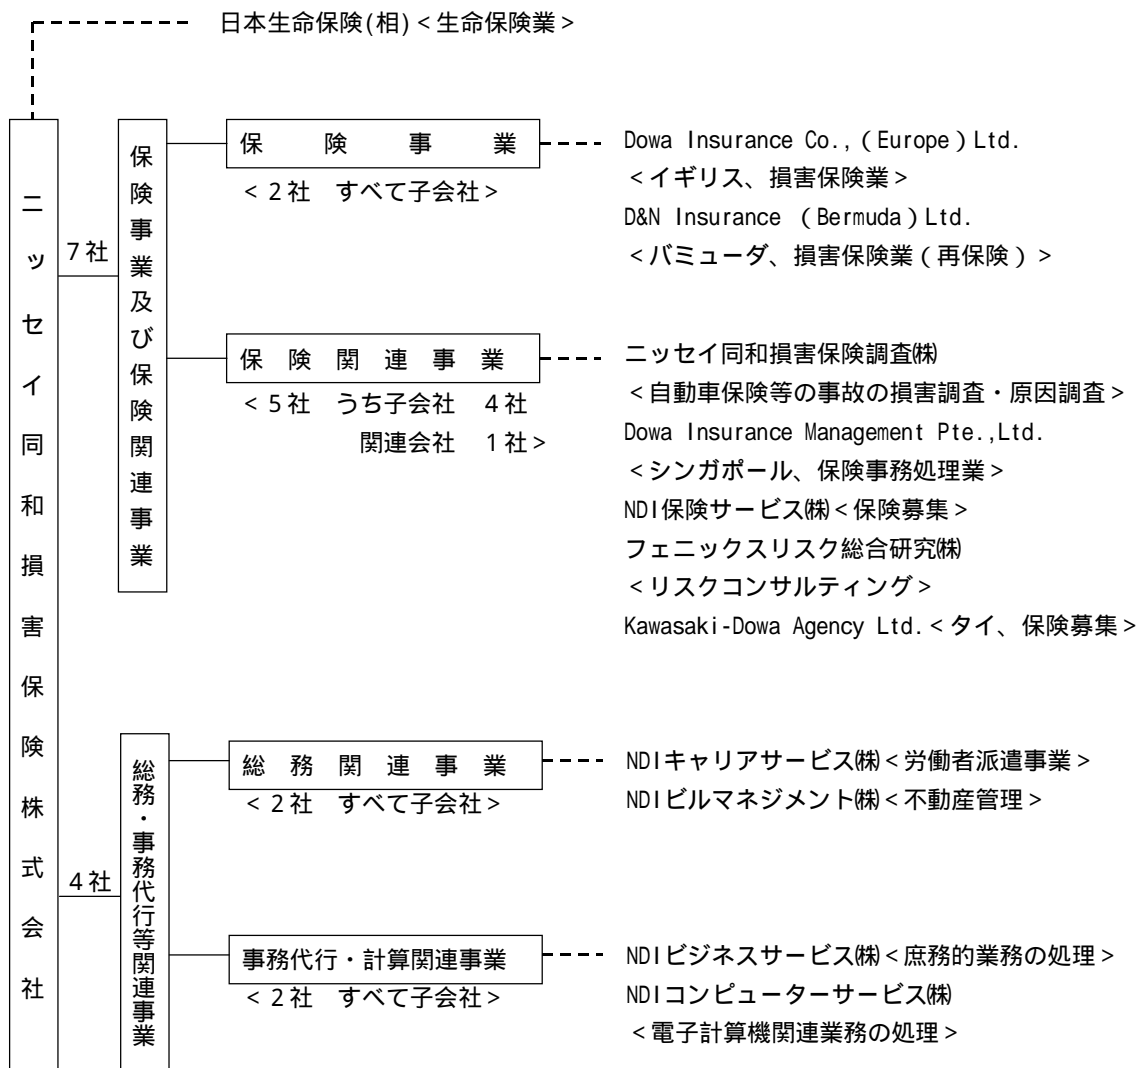 日本生命保険(相)<生命保険業>
ニッセイ同和損害保険株式会社
7社
保険事業及び保険関連事業
保険事業
<2社 すべて子会社>
Dowa Insurance Co.,(Europe)Ltd.
<イギリス、損害保険業>
D&N Insurance (Bermuda)Ltd.
<バミューダ、損害保険業(再保険)>
保険関連事業
<5社 うち子会社 4社
関連会社 1社>
ニッセイ同和損害保険調査㈱
<自動車保険等の事故の損害調査・原因調査>
Dowa Insurance Management Pte.,Ltd.
<シンガポール、保険事務処理業>
NDI保険サービス㈱<保険募集>
フェニックスリスク総合研究㈱
<リスクコンサルティング>
Kawasaki-Dowa Agency Ltd.<タイ、保険募集>
4社
総務・事務代行等関連事業
総務関連事業
<2社 すべて子会社>
NDIキャリアサービス㈱<労働者派遣事業>
NDIビルマネジメント㈱<不動産管理>
事務代行・計算関連事業
<2社 すべて子会社>
NDIビジネスサービス㈱<庶務的業務の処理>
NDIコンピューターサービス㈱
<電子計算機関連業務の処理>